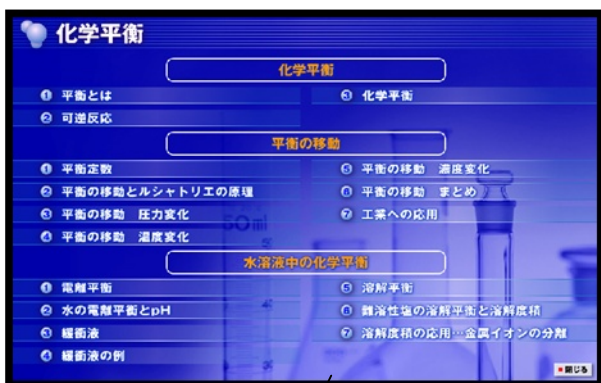 化学平衡
化学平衡
❶ 平衡とは
❷ 可逆反応
❸ 化学平衡
平衡の移動
❶ 平衡定数
❷ 平衡の移動とルシャトリエの原理
❸ 平衡の移動 圧力変化
❹ 平衡の移動 温度変化
❺ 平衡の移動 濃度変化
❻ 平衡の移動 まとめ
❼ 工業への応用
50ml
水溶液中の化学平衡
❶ 電離平衡
❷ 水の電離平衡とpH
❸ 緩衝液
❹ 緩衝液の例
❺ 溶解平衡
❻ 難溶性塩の溶解平衡と溶解度積
❼ 溶解度積の応用…金属イオンの分離
閉じる